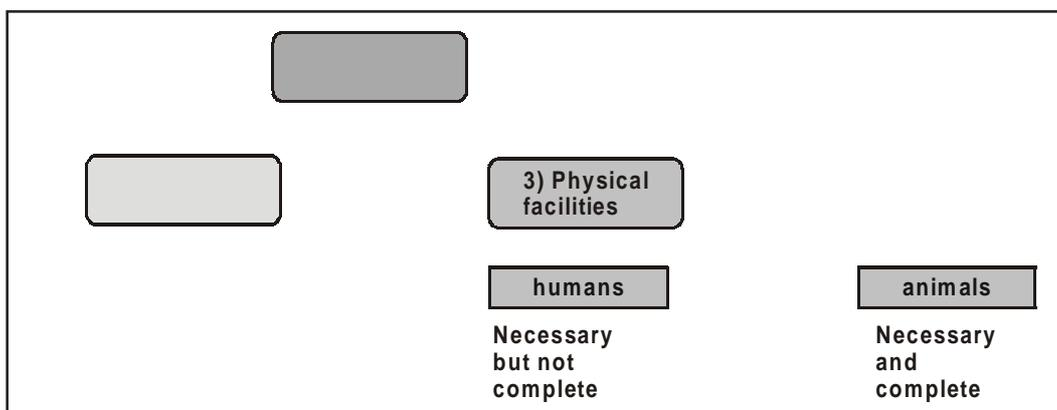 3) Physical
facilities
humans
animals
Necessary
but not
complete
Necessary
and
complete